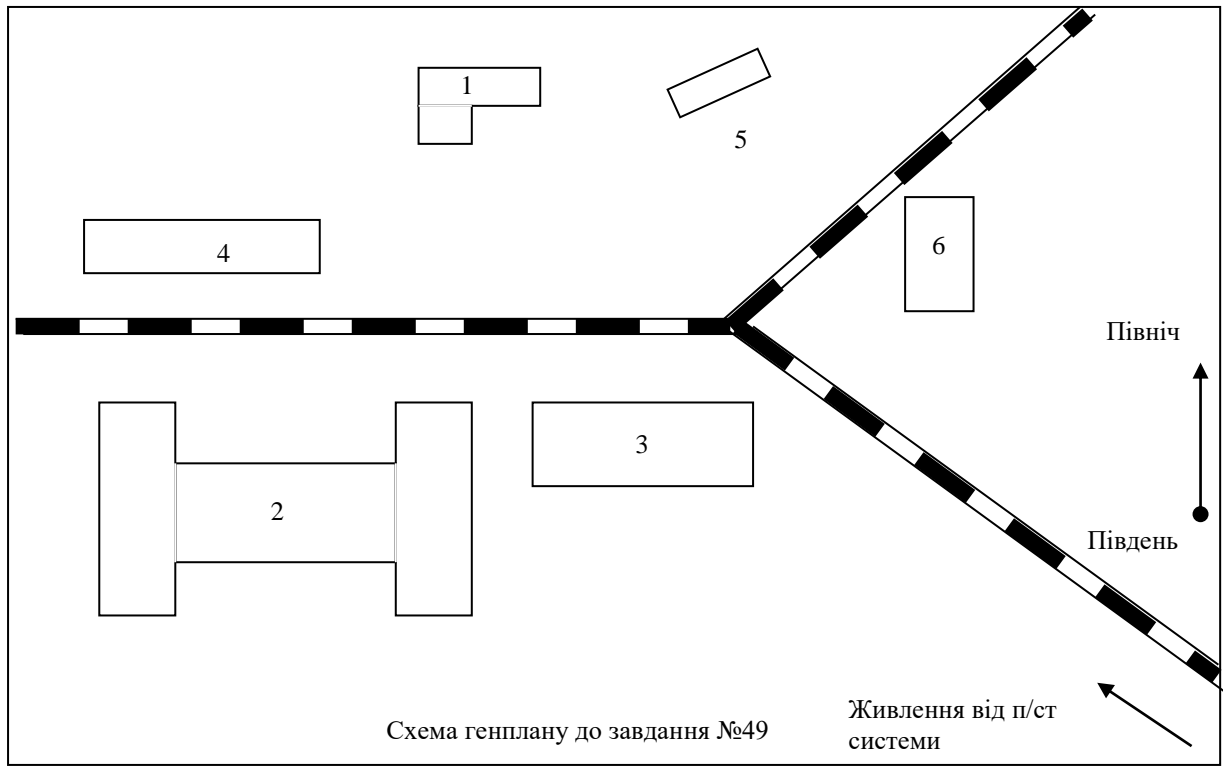 1
5
4
6
Північ
3
2
Південь
Живлення від п/ст
системи
Схема генплану до завдання №49